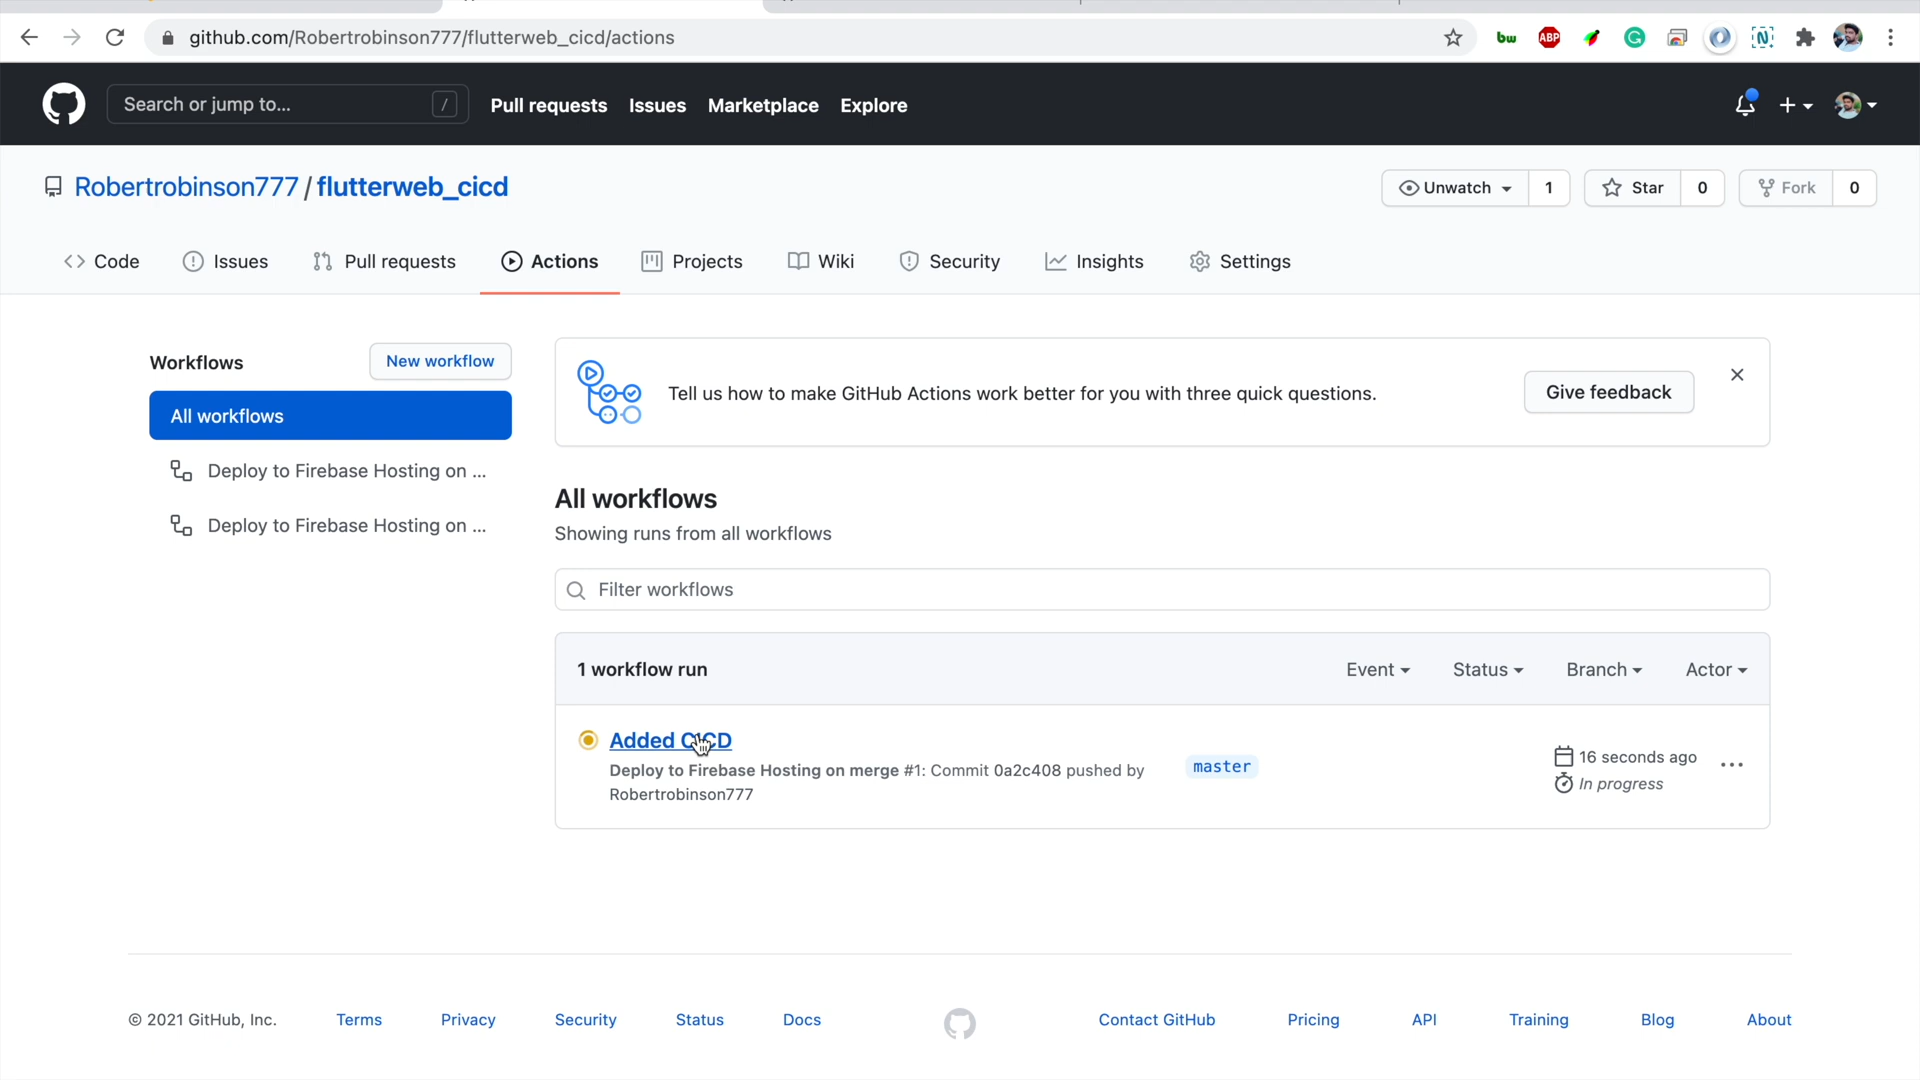 github.com/Robertrobinson777/flutterweb_cicd/actions
bw
ABP
Search or jump to...
/
Pull requests
Issues
Marketplace
Explore
Robertrobinson777 / flutterweb_cicd
Unwatch
1
Star
0
Fork
0
Code
Issues
Pull requests
Actions
Projects
Wiki
Security
Insights
Settings
Workflows
New workflow
All workflows
Deploy to Firebase Hosting on ...
Deploy to Firebase Hosting on ...
Tell us how to make GitHub Actions work better for you with three quick questions.
Give feedback
All workflows
Showing runs from all workflows
Filter workflows
1 workflow run
Event
Status
Branch
Actor
Added CICD
Deploy to Firebase Hosting on merge #1: Commit 0a2c408 pushed by
Robertrobinson777
master
16 seconds ago
In progress
© 2021 GitHub, Inc.
Terms
Privacy
Security
Status
Docs
Contact GitHub
Pricing
API
Training
Blog
About